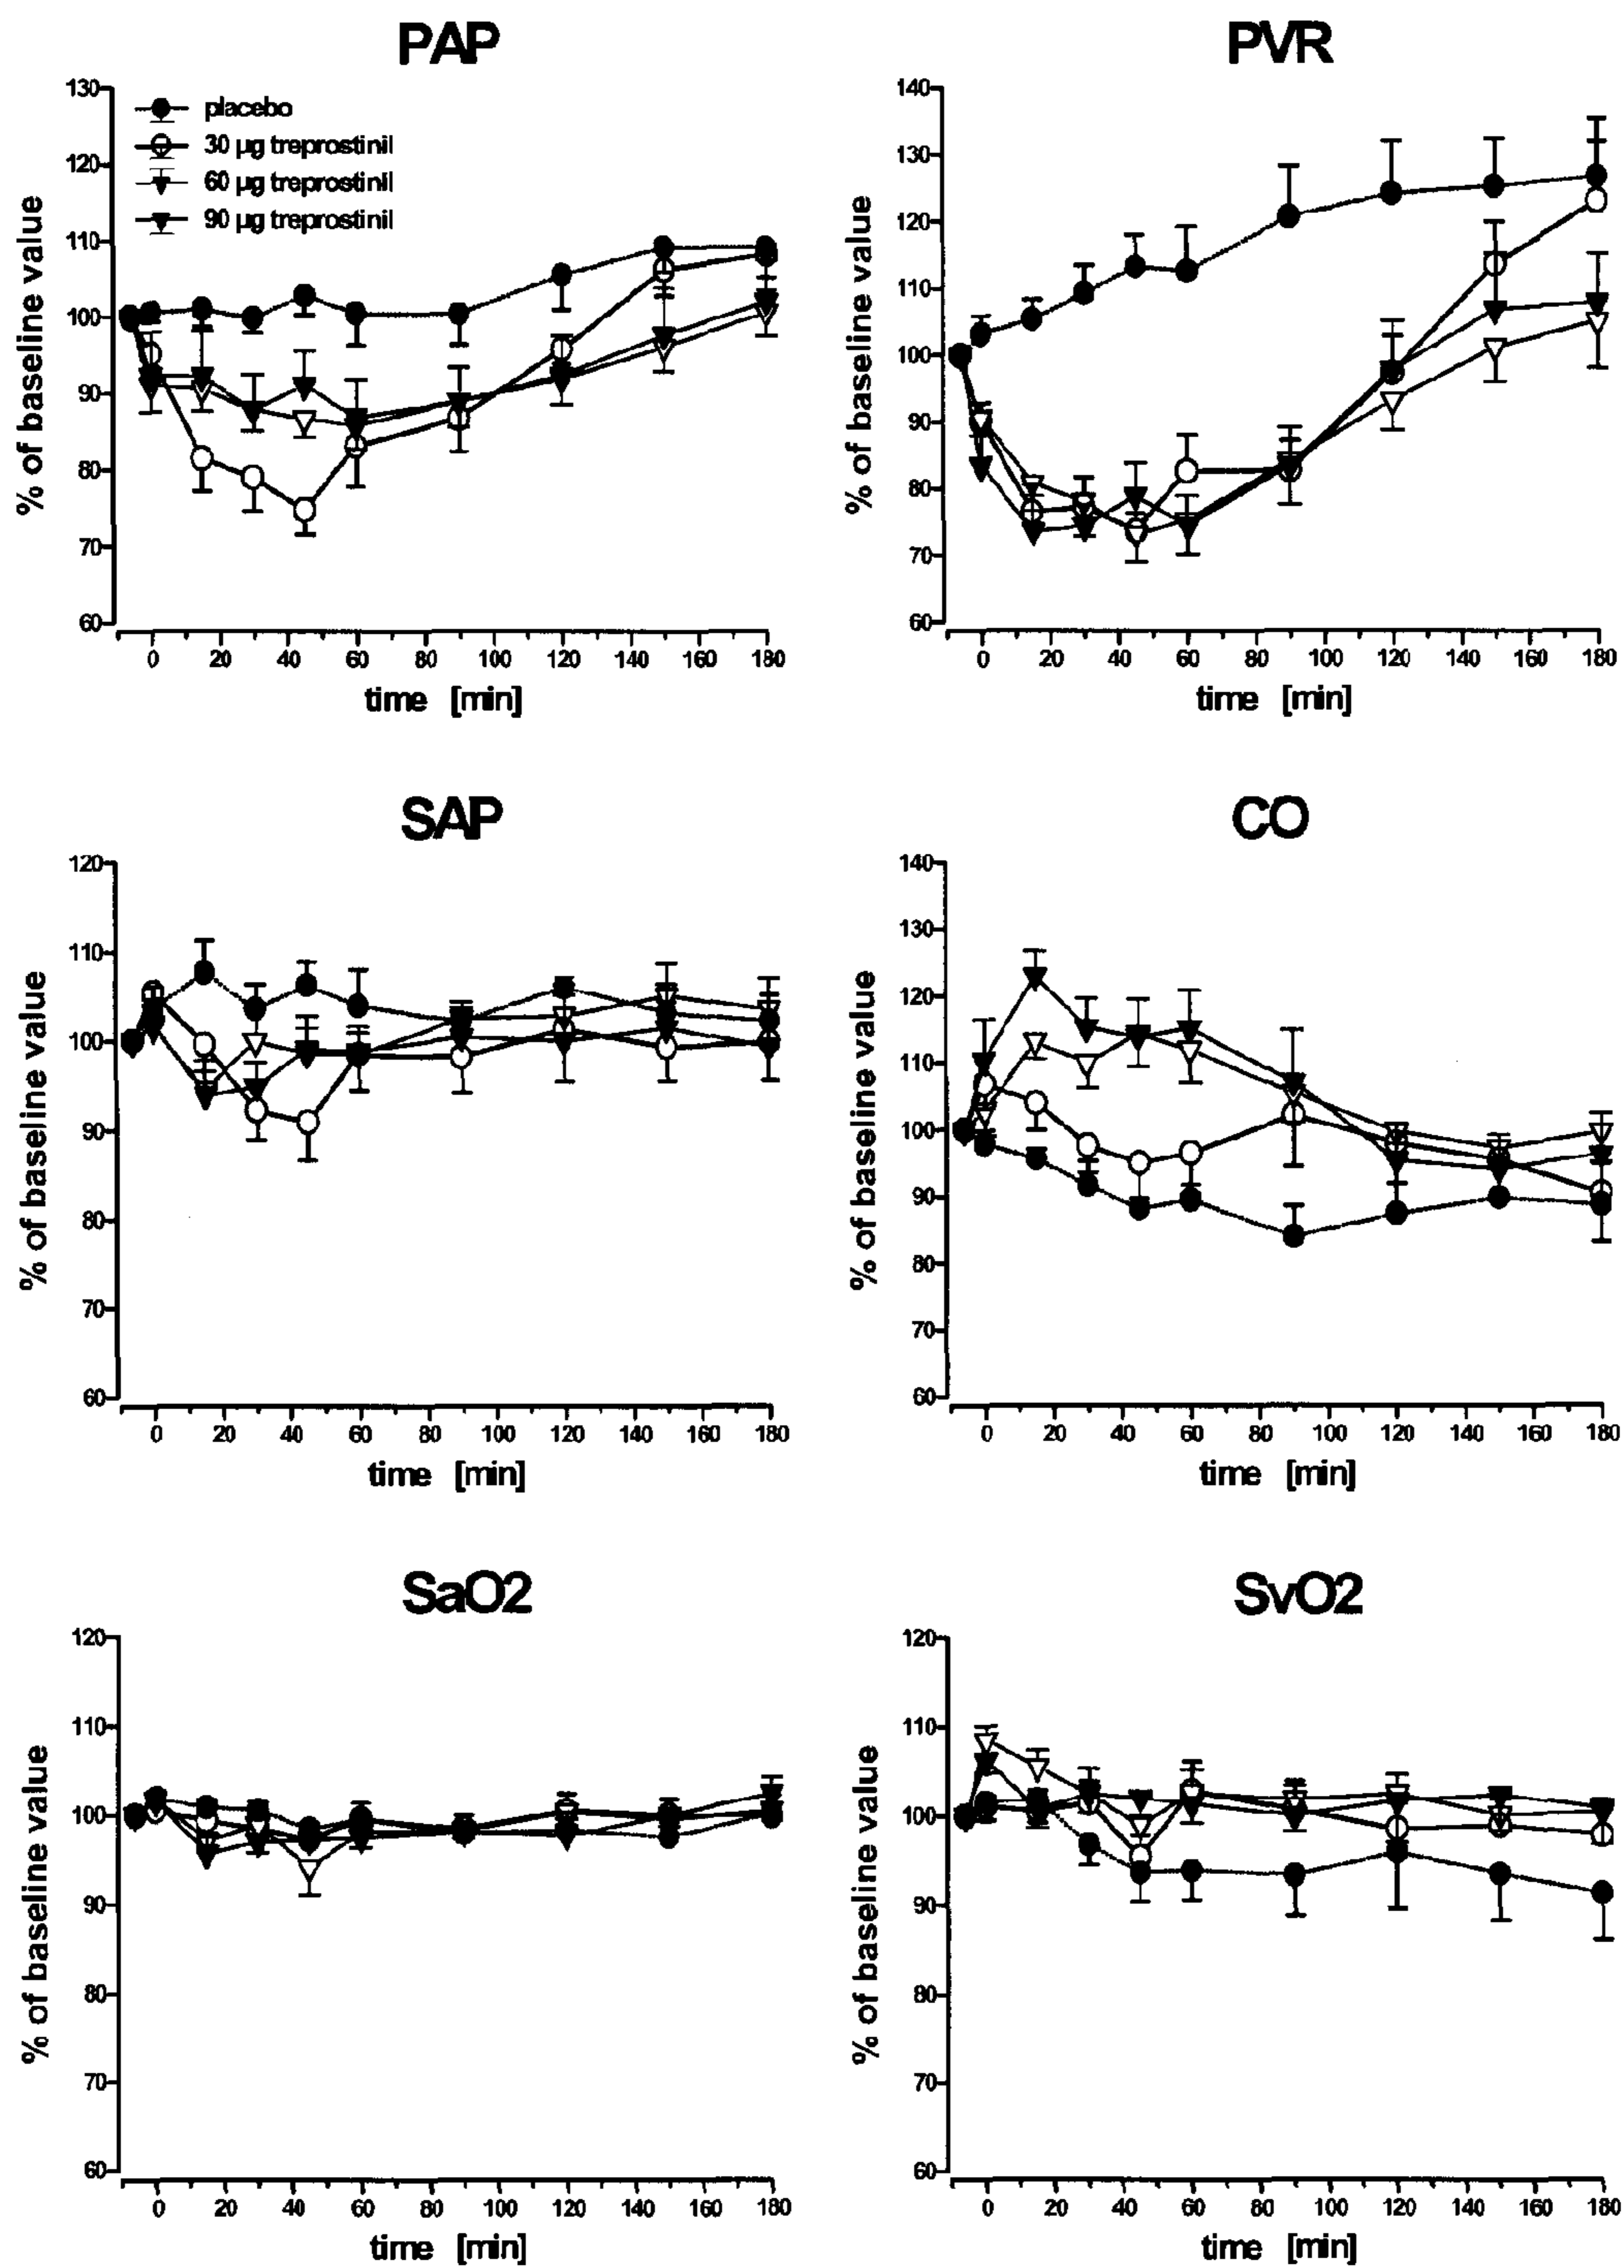 PAP
130
120
110
100
90
80
70
60
% of baseline value
placebo
30 µg treprostinil
60 µg treprostinil
90 µg treprostinil
0 20 40 60 80 100 120 140 160 180
time [min]
PVR
140
130
120
110
100
90
80
70
60
% of baseline value
0 20 40 60 80 100 120 140 160 180
time [min]
SAP
120
110
100
90
80
70
60
% of baseline value
0 20 40 60 80 100 120 140 160 180
time [min]
CO
140
130
120
110
100
90
80
70
60
% of baseline value
0 20 40 60 80 100 120 140 160 180
time [min]
SaO2
120
110
100
90
80
70
60
% of baseline value
0 20 40 60 80 100 120 140 160 180
time [min]
SvO2
120
110
100
90
80
70
60
% of baseline value
0 20 40 60 80 100 120 140 160 180
time [min]